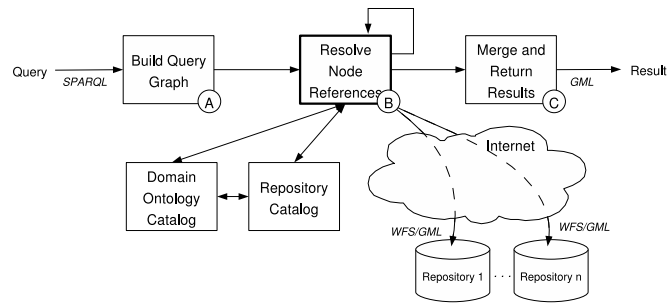 Query
SPARQL
Build Query
Graph
A
Resolve
Node
References
B
Merge and
Return
Results
C
GML
Result
Domain
Ontology
Catalog
Repository
Catalog
Internet
WFS/GML
WFS/GML
Repository 1
. . .
Repository n